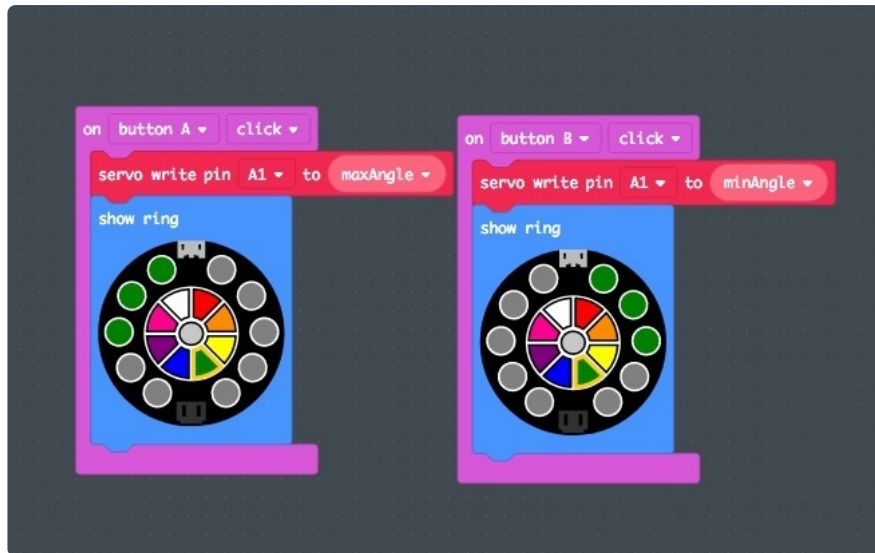 on button A click
servo write pin A1 to maxAngle
show ring
on button B click
servo write pin A1 to minAngle
show ring